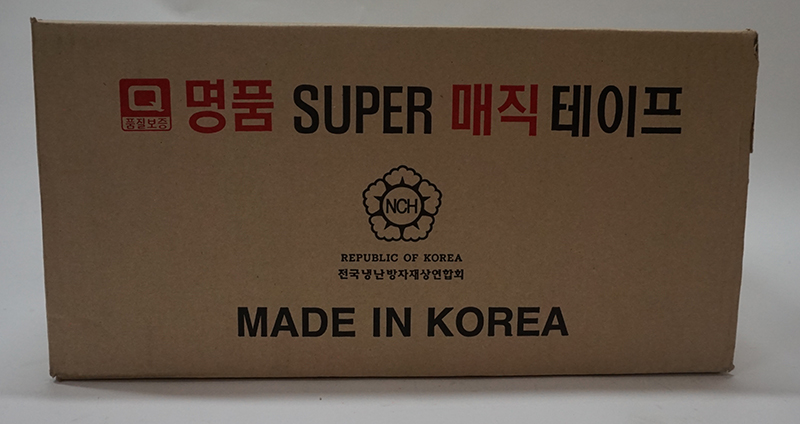 Q 명품 SUPER 매직 테이프
품질보증
NCH
REPUBLIC OF KOREA
전국냉난방자재상연합회
MADE IN KOREA